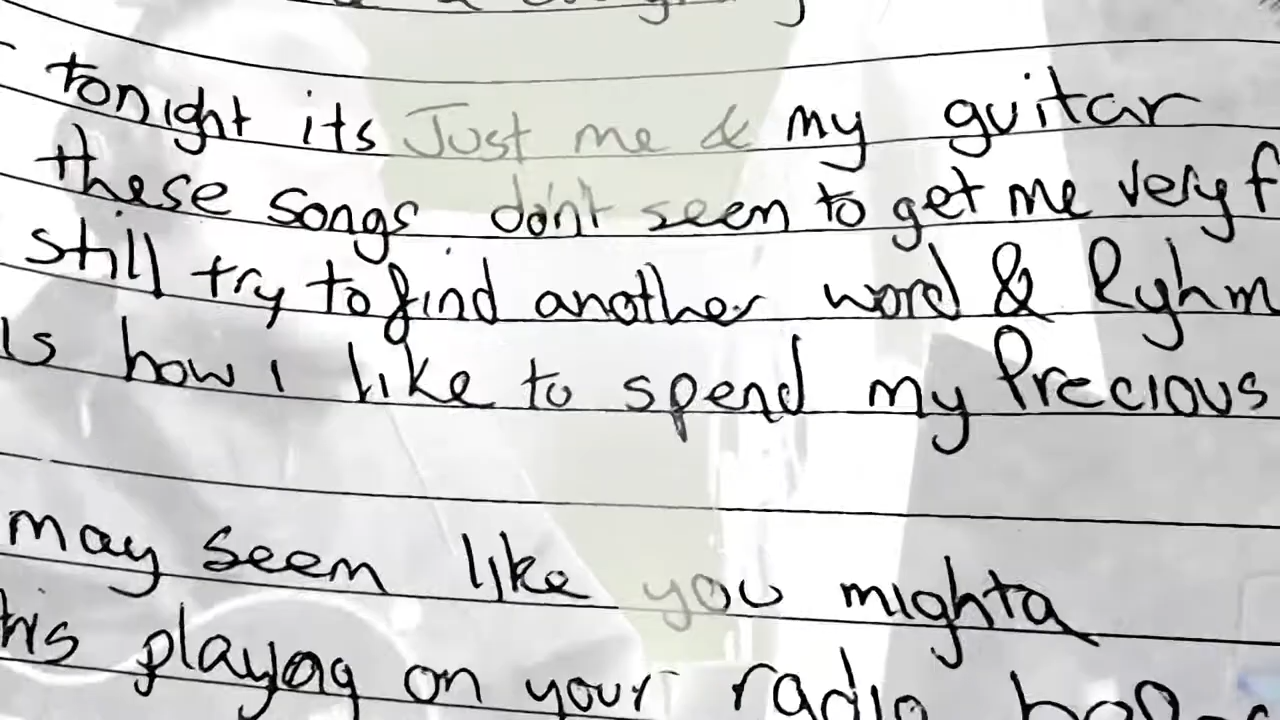 tonight its Just me & my guitar
these songs don't seem to get me very f
still try to find another word & Ryhm
is how i like to spend my Precious
may seem like you mighta
his playing on your radio